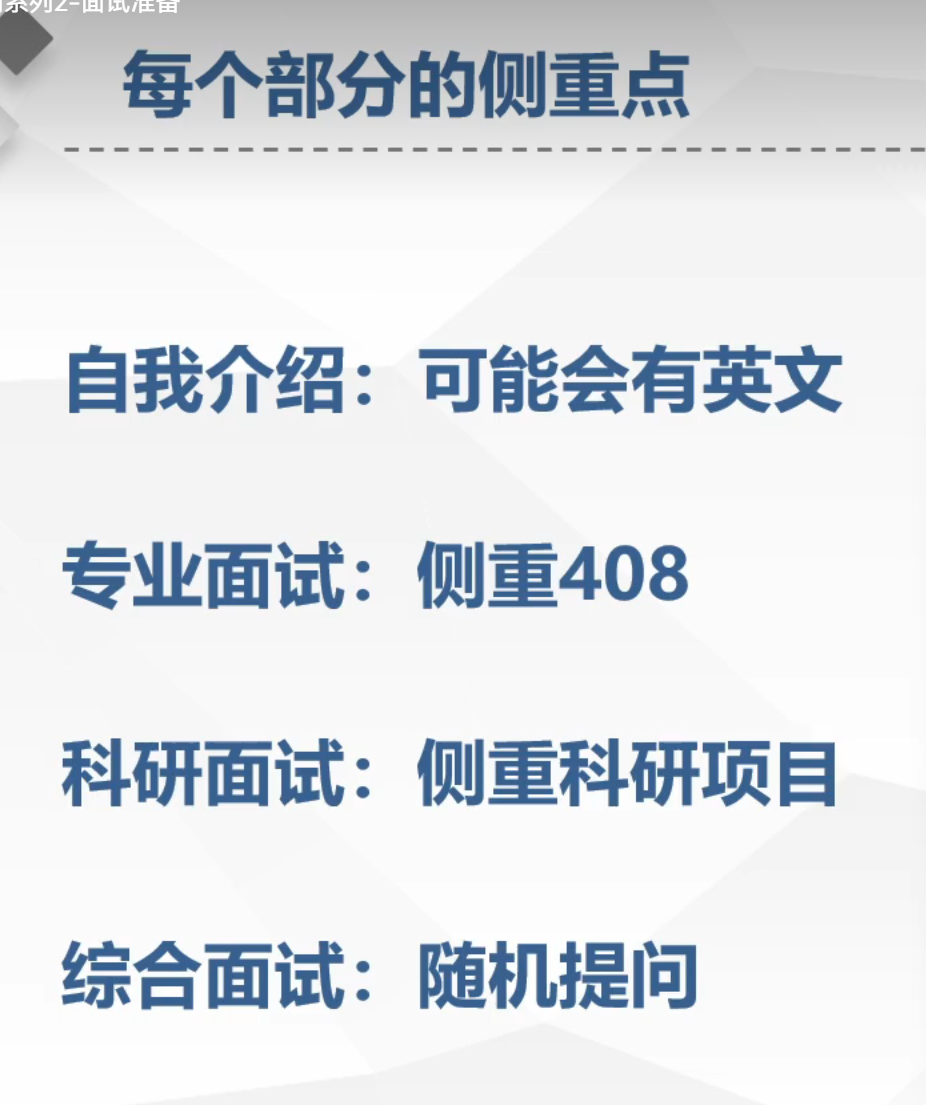 系列2-面试准备
每个部分的侧重点
自我介绍：可能会有英文
专业面试：侧重408
科研面试：侧重科研项目
综合面试：随机提问